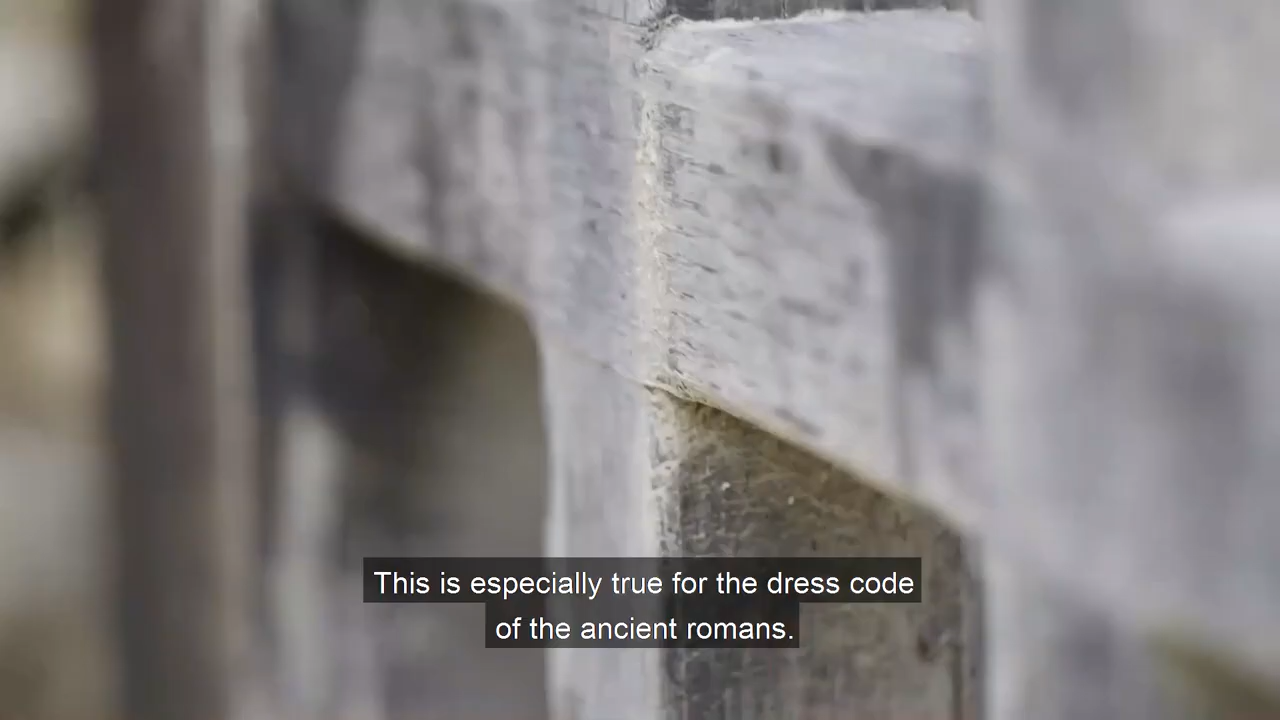 This is especially true for the dress code
of the ancient romans.